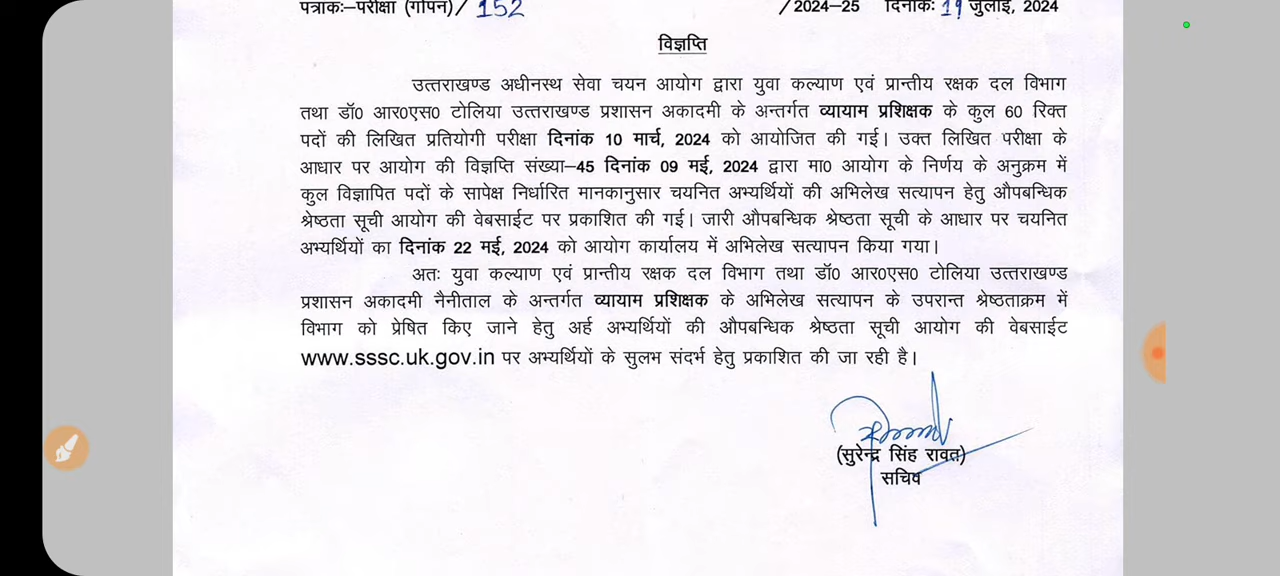 पत्रांकः–परीक्षा (गोपन)/ 152 /2024–25 दिनांकः 19 जुलाई, 2024
विज्ञप्ति
उत्तराखण्ड अधीनस्थ सेवा चयन आयोग द्वारा युवा कल्याण एवं प्रान्तीय रक्षक दल विभाग
तथा डॉ0 आर0एस0 टोलिया उत्तराखण्ड प्रशासन अकादमी के अन्तर्गत व्यायाम प्रशिक्षक के कुल 60 रिक्त
पदों की लिखित प्रतियोगी परीक्षा दिनांक 10 मार्च, 2024 को आयोजित की गई। उक्त लिखित परीक्षा के
आधार पर आयोग की विज्ञप्ति संख्या–45 दिनांक 09 मई, 2024 द्वारा मा0 आयोग के निर्णय के अनुक्रम में
कुल विज्ञापित पदों के सापेक्ष निर्धारित मानकानुसार चयनित अभ्यर्थियों की अभिलेख सत्यापन हेतु औपबन्धिक
श्रेष्ठता सूची आयोग की वेबसाईट पर प्रकाशित की गई। जारी औपबन्धिक श्रेष्ठता सूची के आधार पर चयनित
अभ्यर्थियों का दिनांक 22 मई, 2024 को आयोग कार्यालय में अभिलेख सत्यापन किया गया।
अतः युवा कल्याण एवं प्रान्तीय रक्षक दल विभाग तथा डॉ0 आर0एस0 टोलिया उत्तराखण्ड
प्रशासन अकादमी नैनीताल के अन्तर्गत व्यायाम प्रशिक्षक के अभिलेख सत्यापन के उपरान्त श्रेष्ठताक्रम में
विभाग को प्रेषित किए जाने हेतु अर्ह अभ्यर्थियों की औपबन्धिक श्रेष्ठता सूची आयोग की वेबसाईट
www.sssc.uk.gov.in पर अभ्यर्थियों के सुलभ संदर्भ हेतु प्रकाशित की जा रही है।
(सुरेन्द्र सिंह रावत)
सचिव